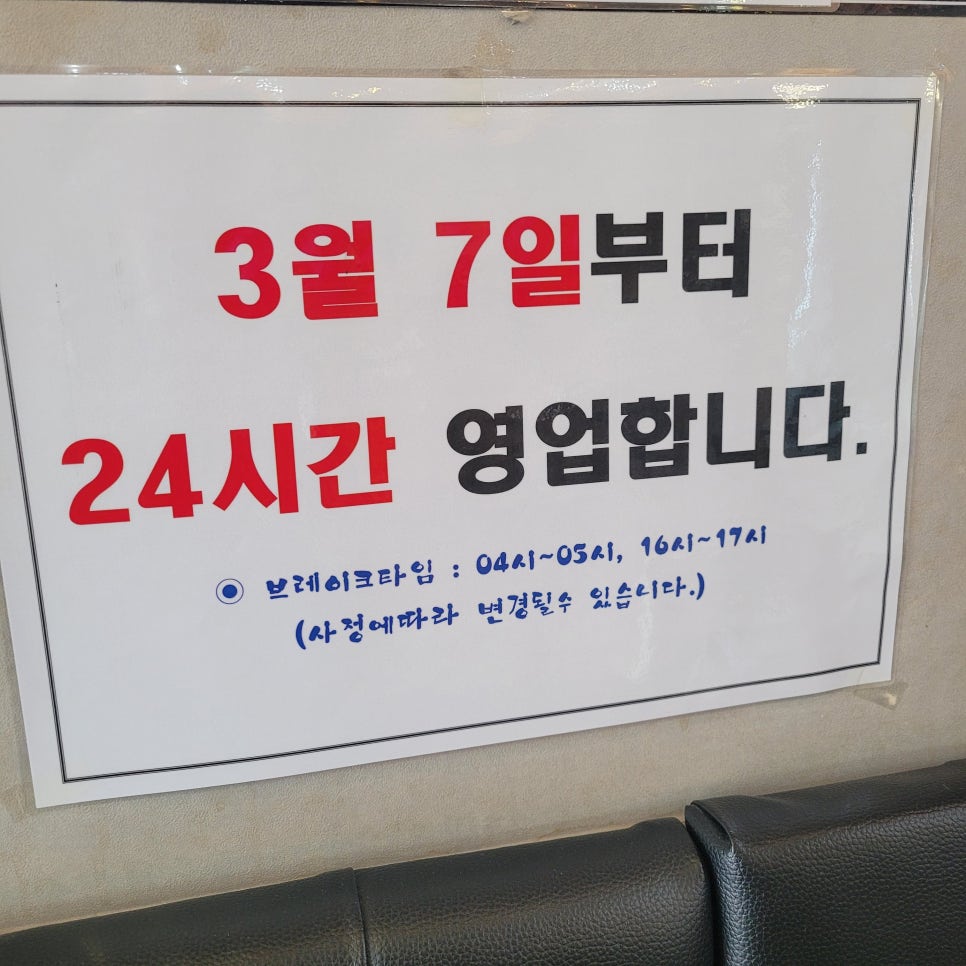 3월 7일부터
24시간 영업합니다.
◉ 브레이크타임 : 04시~05시, 16시~17시
(사정에따라 변경될수 있습니다.)